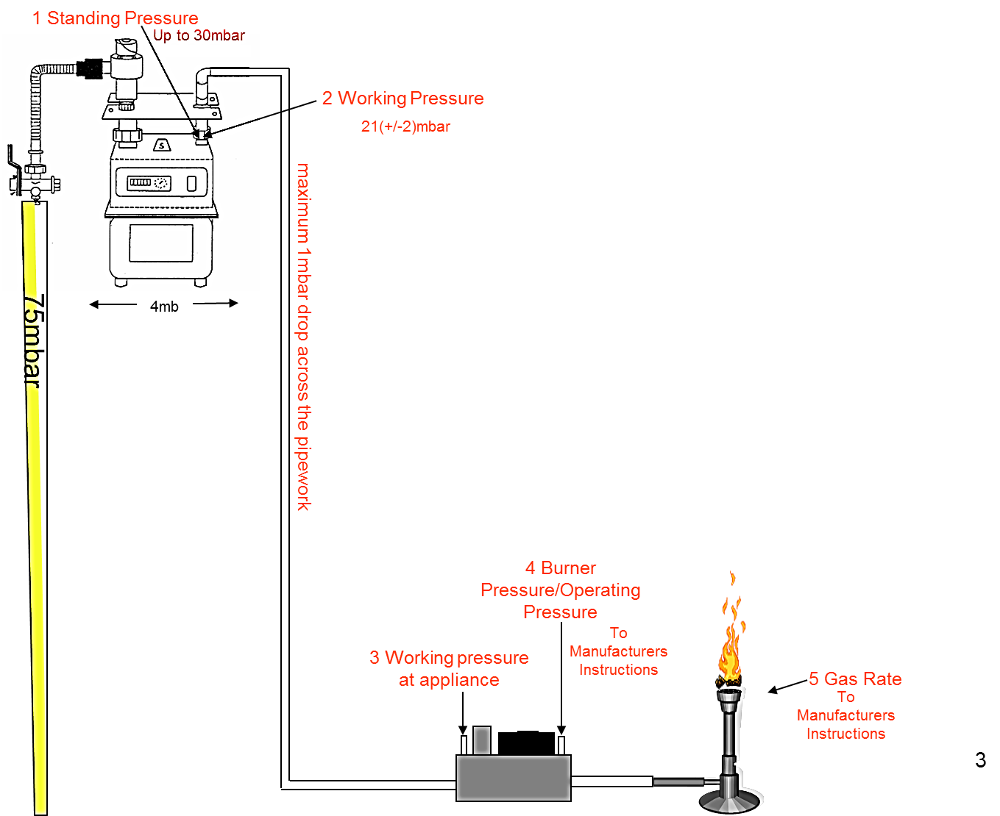 1 Standing Pressure
Up to 30mbar
2 Working Pressure
21(+/-2)mbar
S
maximum 1mbar drop across the pipework
75mbar
4mb
4 Burner
Pressure/Operating
Pressure
To
Manufacturers
Instructions
3 Working pressure
at appliance
5 Gas Rate
To
Manufacturers
Instructions
3